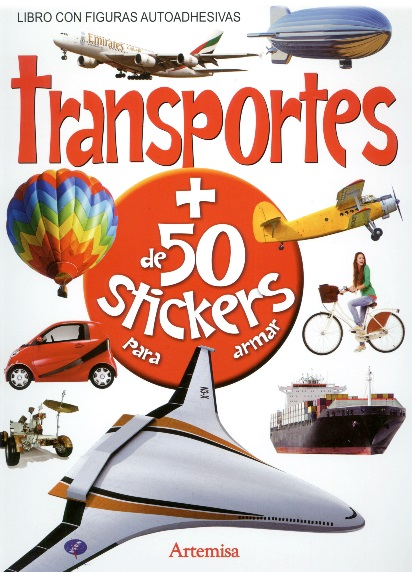 LIBRO CON FIGURAS AUTOADHESIVAS
Emirates
Transportes
+
de 50
stickers
para armar
Artemisa